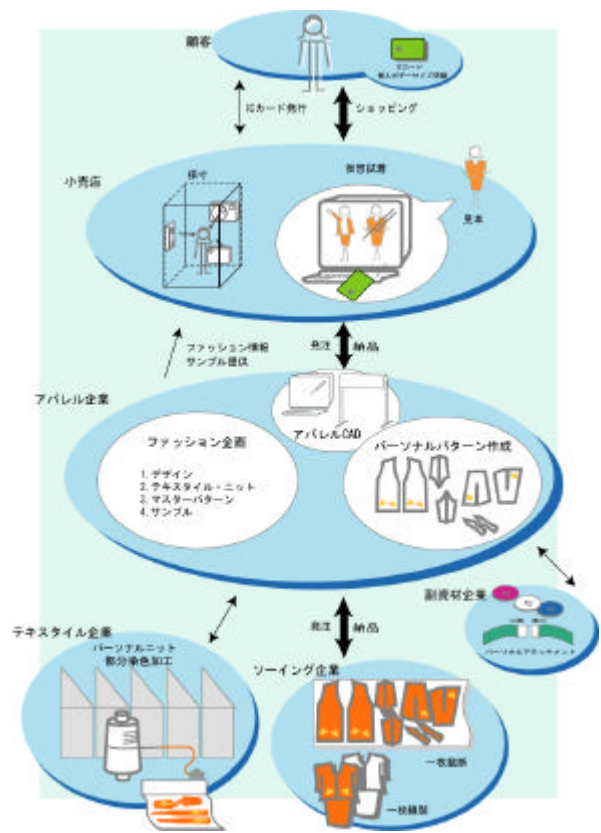 顧客
ICカード
個人ボディーサイズ情報
ICカード発行
ショッピング
小売店
採寸
仮想試着
見本
ファッション情報
サンプル提供
発注
納品
アパレル企業
アパレルCAD
ファッション企画
1. デザイン
2. テキスタイル・ニット
3. マスターパターン
4. サンプル
パーソナルパターン作成
副資材企業
パーソナルアタッチメント
テキスタイル企業
パーソナルニット
部分染色加工
発注
納品
ソーイング企業
一枚裁断
一枚縫製